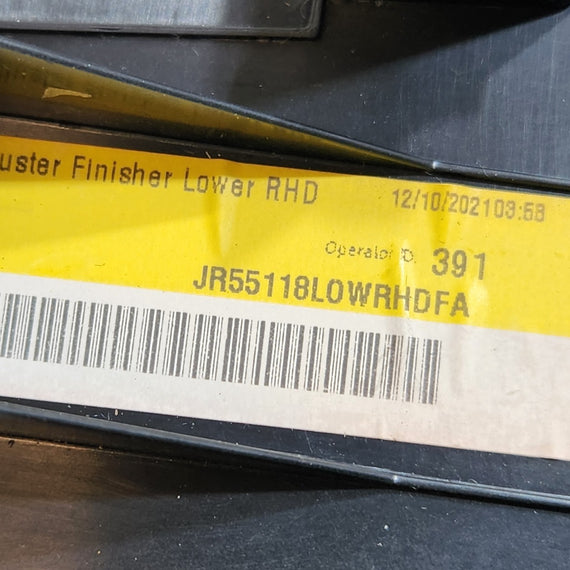 uster Finisher Lower RHD
12/10/2021 03:58
Operator ID. 391
JR55118LOWRHDFA